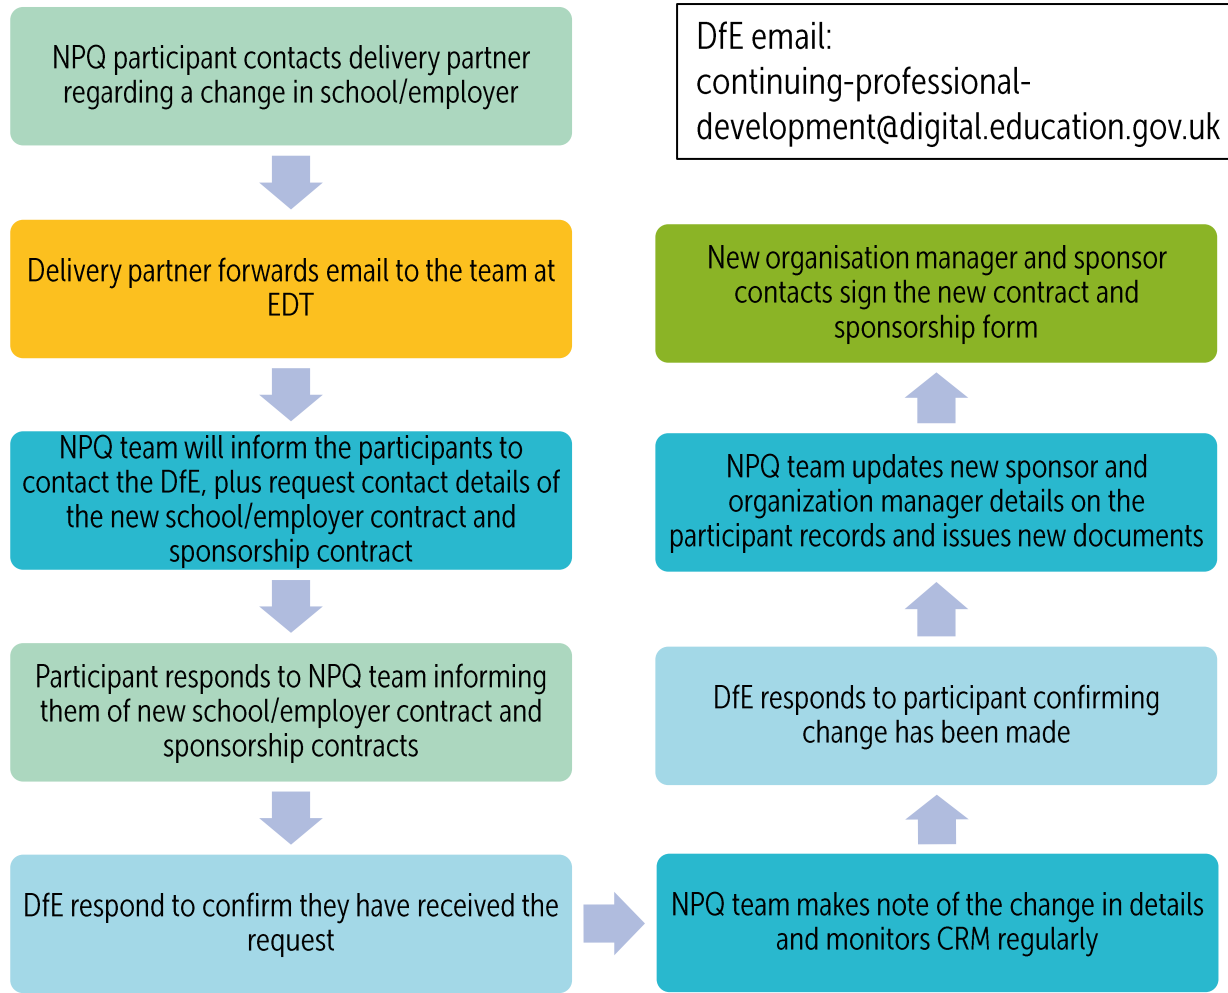 NPQ participant contacts delivery partner
regarding a change in school/employer
Delivery partner forwards email to the team at
EDT
NPQ team will inform the participants to
contact the DfE, plus request contact details of
the new school/employer contract and
sponsorship contract
Participant responds to NPQ team informing
them of new school/employer contract and
sponsorship contracts
DfE respond to confirm they have received the
request
NPQ team makes note of the change in details
and monitors CRM regularly
DfE responds to participant confirming
change has been made
NPQ team updates new sponsor and
organization manager details on the
participant records and issues new documents
New organisation manager and sponsor
contacts sign the new contract and
sponsorship form
DfE email:
continuing-professional-
development@digital.education.gov.uk